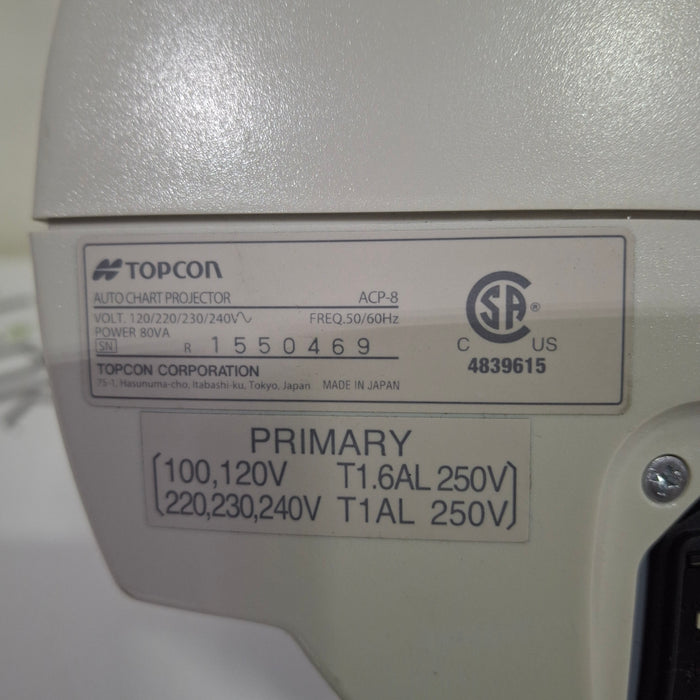 TOPCON
AUTO CHART PROJECTOR ACP-8
VOLT. 120/220/230/240V∿ FREQ.50/60Hz
POWER 80VA
SN R 1550469
TOPCON CORPORATION
75-1, Hasunuma-cho, Itabashi-ku, Tokyo, Japan MADE IN JAPAN
CSA ®
C US
4839615
PRIMARY
100,120V T1.6AL 250V
220,230,240V T1AL 250V